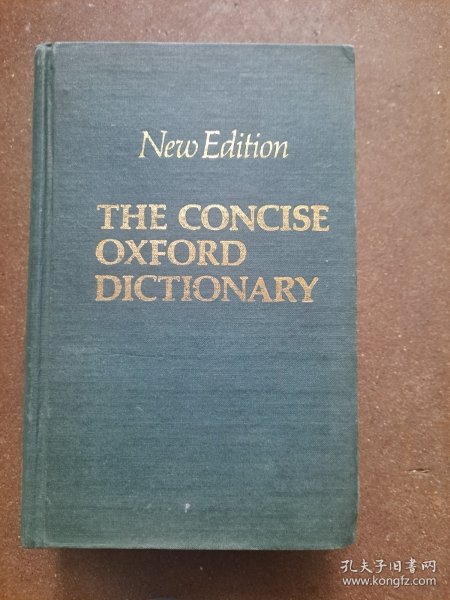 New Edition
THE CONCISE
OXFORD
DICTIONARY
孔夫子旧书网
www.kongfz.com